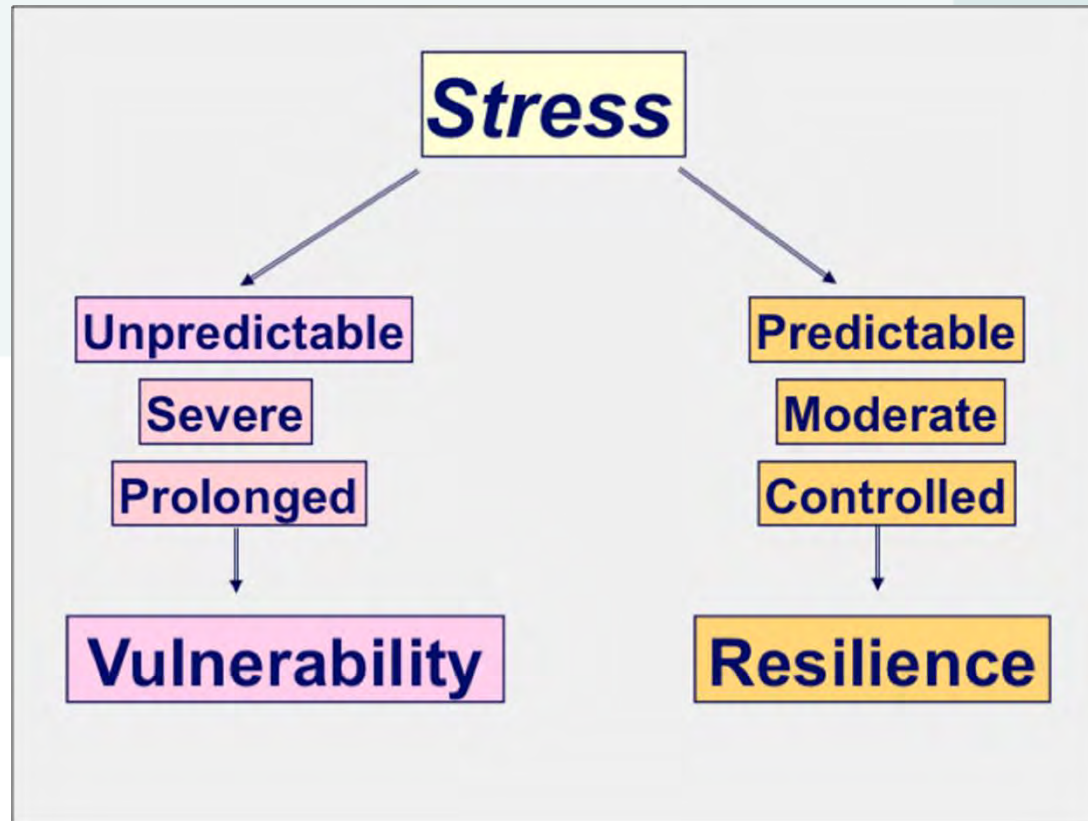 Stress
Unpredictable
Severe
Prolonged
Vulnerability
Predictable
Moderate
Controlled
Resilience